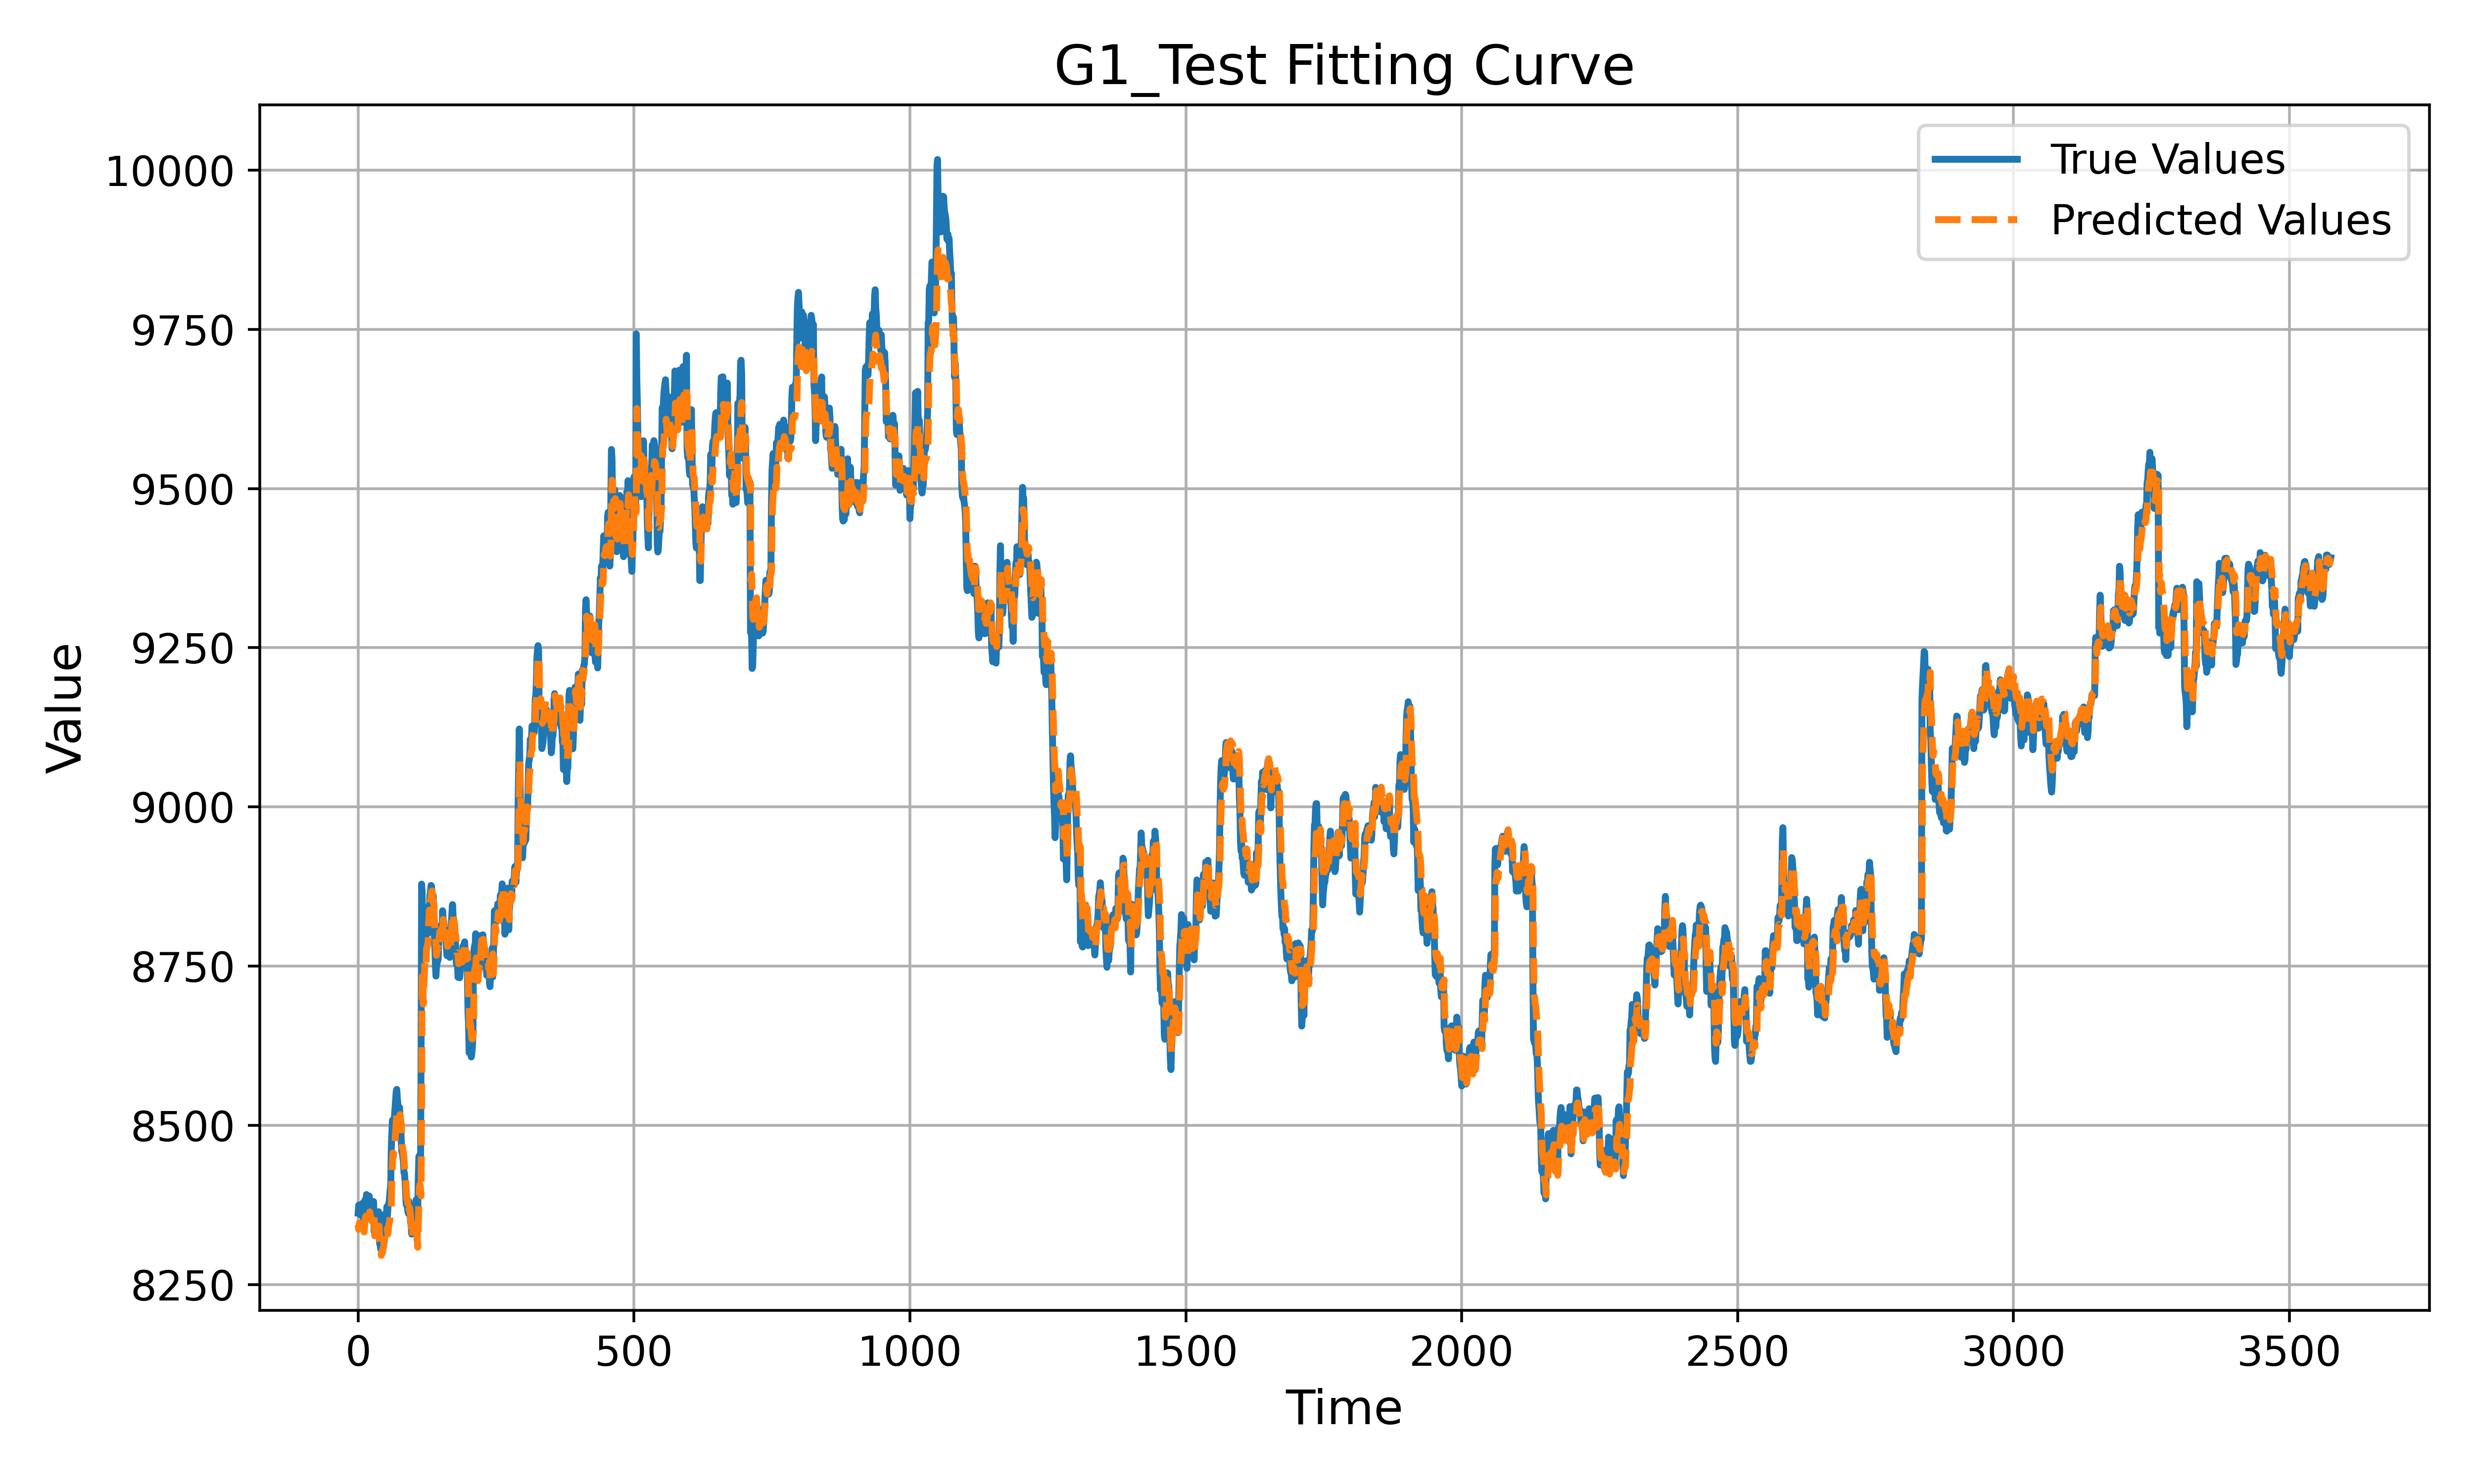 G1_Test Fitting Curve
True Values
Predicted Values
Value
10000
9750
9500
9250
9000
8750
8500
8250
0 500 1000 1500 2000 2500 3000 3500
Time